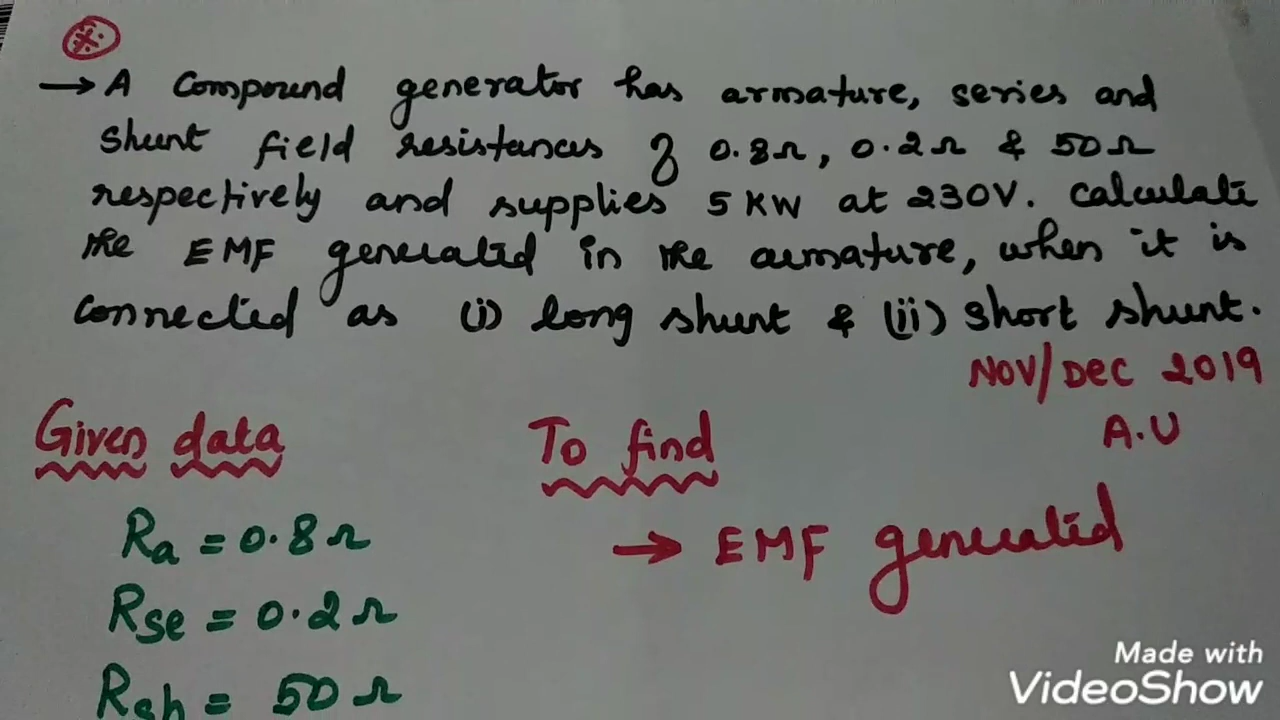 → A Compound generator has armature, series and
Shunt field resistances of 0.8Ω, 0.2Ω & 50Ω
respectively and supplies 5 KW at 230V. Calculate
the EMF generated in the armature, when it is
connected as (i) long shunt & (ii) Short shunt.
NOV/DEC 2019
A.U
Given data
To find
Ra = 0.8Ω
→ EMF generated
Rse = 0.2Ω
Rsh = 50Ω
Made with
VideoShow